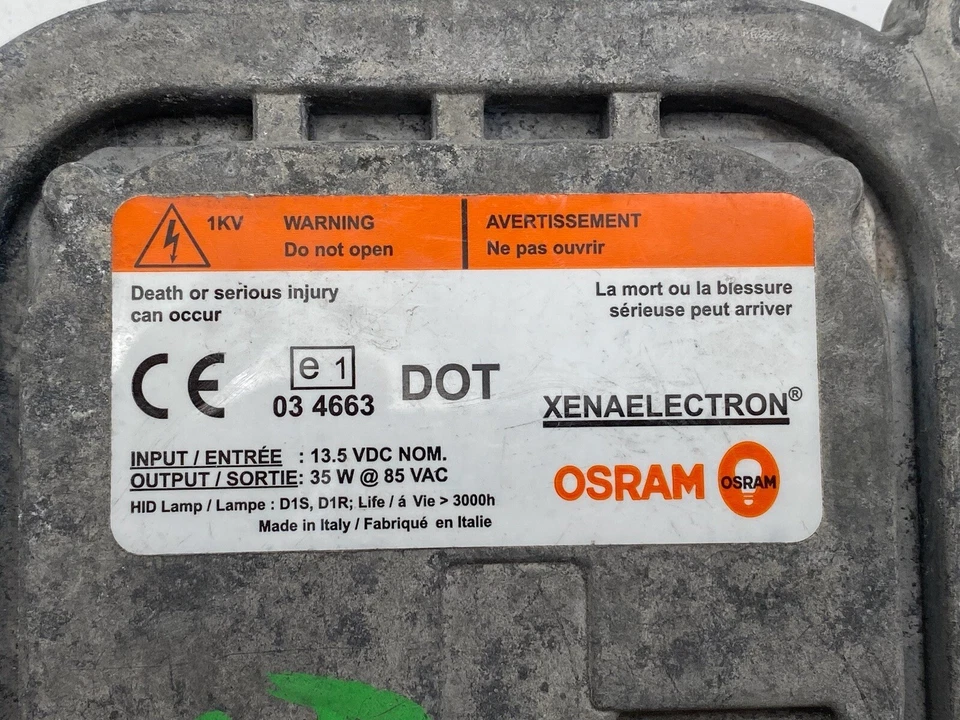 1KV WARNING AVERTISSEMENT
Do not open Ne pas ouvrir
Death or serious injury
can occur
La mort ou la blessure
sérieuse peut arriver
CE
e 1
03 4663
DOT
XENAELECTRON®
INPUT / ENTRÉE : 13.5 VDC NOM.
OUTPUT / SORTIE: 35 W @ 85 VAC
HID Lamp / Lampe : D1S, D1R; Life / á Vie > 3000h
Made in Italy / Fabriqué en Italie
OSRAM OSRAM